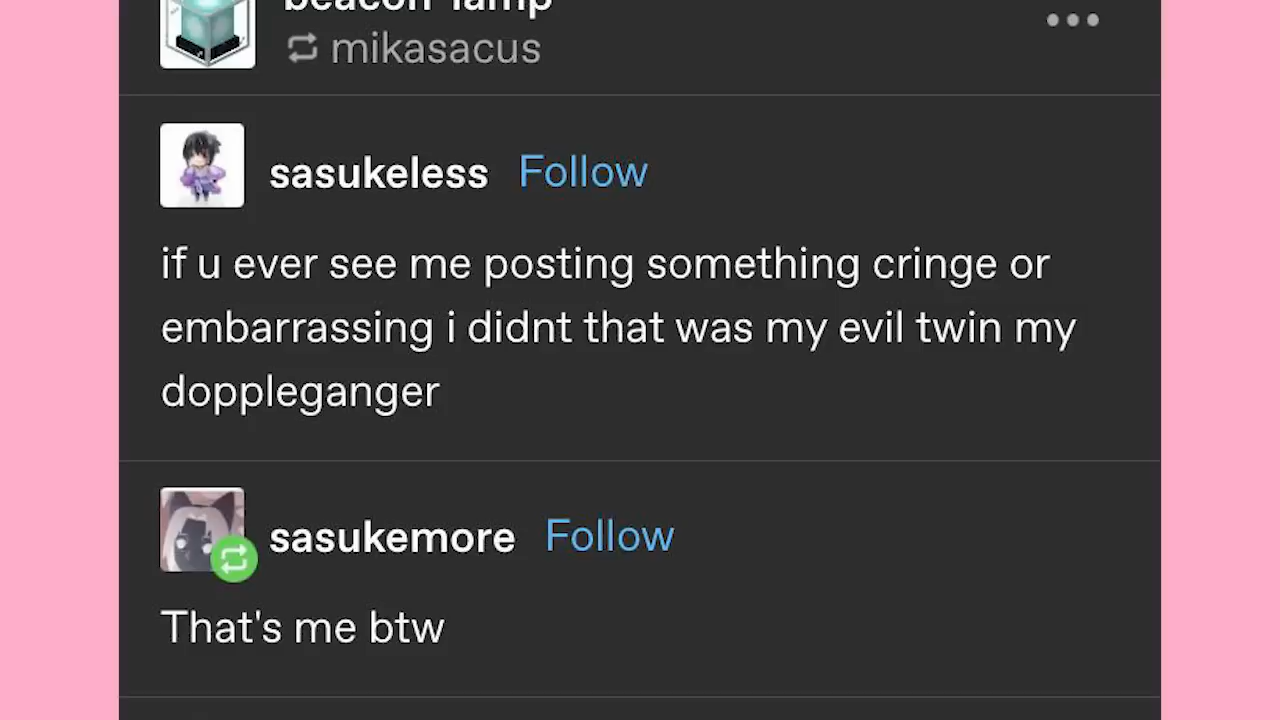 beacon-lamp
mikasacus
sasukeless Follow
if u ever see me posting something cringe or
embarrassing i didnt that was my evil twin my
doppleganger
sasukemore Follow
That's me btw